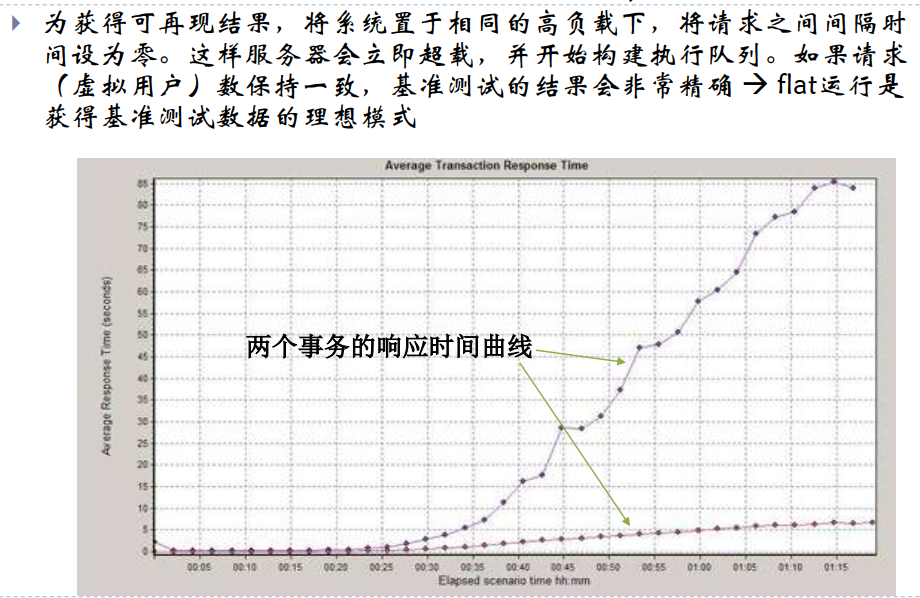 为获得可再现结果，将系统置于相同的高负载下，将请求之间间隔时
间设为零。这样服务器会立即超载，并开始构建执行队列。如果请求
（虚拟用户）数保持一致，基准测试的结果会非常精确→flat运行是
获得基准测试数据的理想模式
Average Transaction Response Time
85
80
75
70
65
60
55
50
45
40
35
30
25
20
15
10
5
0
Average Response Time (seconds)
两个事务的响应时间曲线
00:05 00:10 00:15 00:20 00:25 00:30 00:35 00:40 00:45 00:50 00:55 01:00 01:05 01:10 01:15
Elapsed scenario time hh:mm